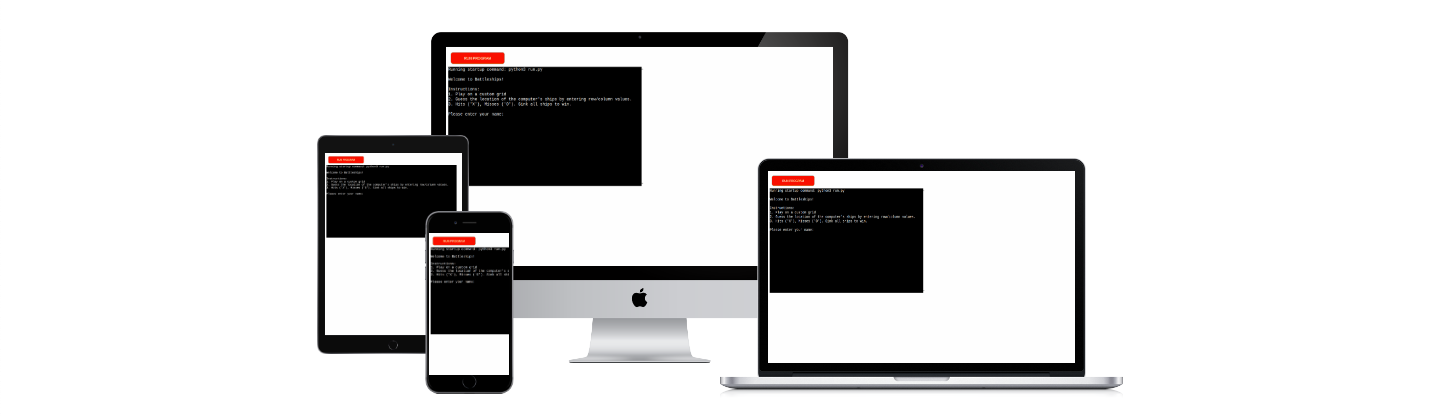 RUN PROGRAM
Running startup command: python3 run.py
Welcome to Battleships!
Instructions:
1. Play on a custom grid
2. Guess the location of the computer's ships by entering row/column values.
3. Hits ("X"), Misses ("O"). Sink all ships to win.
Please enter your name:
RUN PROGRAM
Running startup command: python3 run.py
Welcome to Battleships!
Instructions:
1. Play on a custom grid
2. Guess the location of the computer's ships by entering row/column values.
3. Hits ("X"), Misses ("O"). Sink all ships to win.
Please enter your name:
RUN PROGRAM
Running startup command: python3 run.py
Welcome to Battleships!
Instructions:
1. Play on a custom grid
2. Guess the location of the computer's ships by entering row/column values.
3. Hits ("X"), Misses ("O"). Sink all ships to win.
Please enter your name:
RUN PROGRAM
Running startup command: python3 run.py
Welcome to Battleships!
Instructions:
1. Play on a custom grid
2. Guess the location of the computer's s
3. Hits ("X"), Misses ("O"). Sink all shi
Please enter your name: